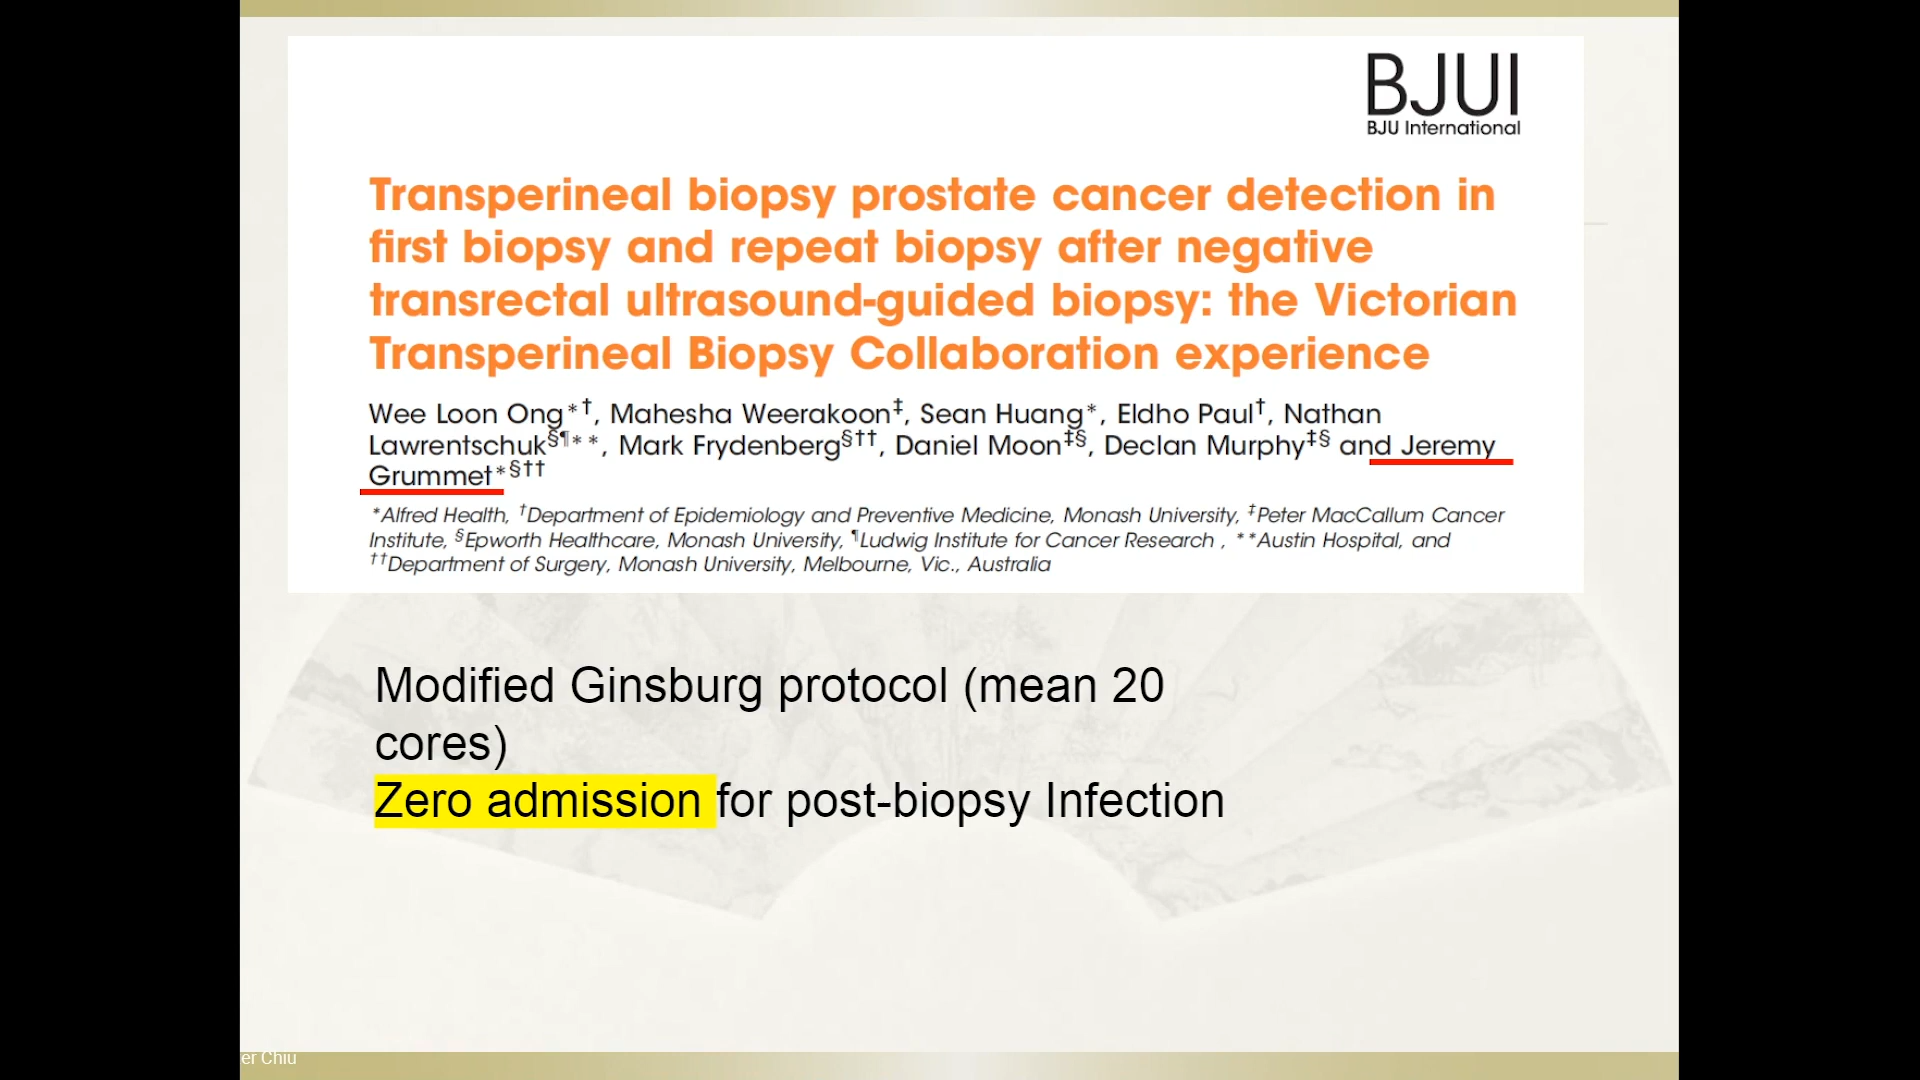 BJUI
BJU International
Transperineal biopsy prostate cancer detection in
first biopsy and repeat biopsy after negative
transrectal ultrasound-guided biopsy: the Victorian
Transperineal Biopsy Collaboration experience
Wee Loon Ong*†, Mahesha Weerakoon‡, Sean Huang*, Eldho Paul†, Nathan
Lawrentschuk§¶**, Mark Frydenberg§††, Daniel Moon‡§, Declan Murphy‡§ and Jeremy
Grummet*§††
*Alfred Health, †Department of Epidemiology and Preventive Medicine, Monash University, ‡Peter MacCallum Cancer
Institute, §Epworth Healthcare, Monash University, ¶Ludwig Institute for Cancer Research , **Austin Hospital, and
††Department of Surgery, Monash University, Melbourne, Vic., Australia
Modified Ginsburg protocol (mean 20
cores)
Zero admission for post-biopsy Infection
er Chiu